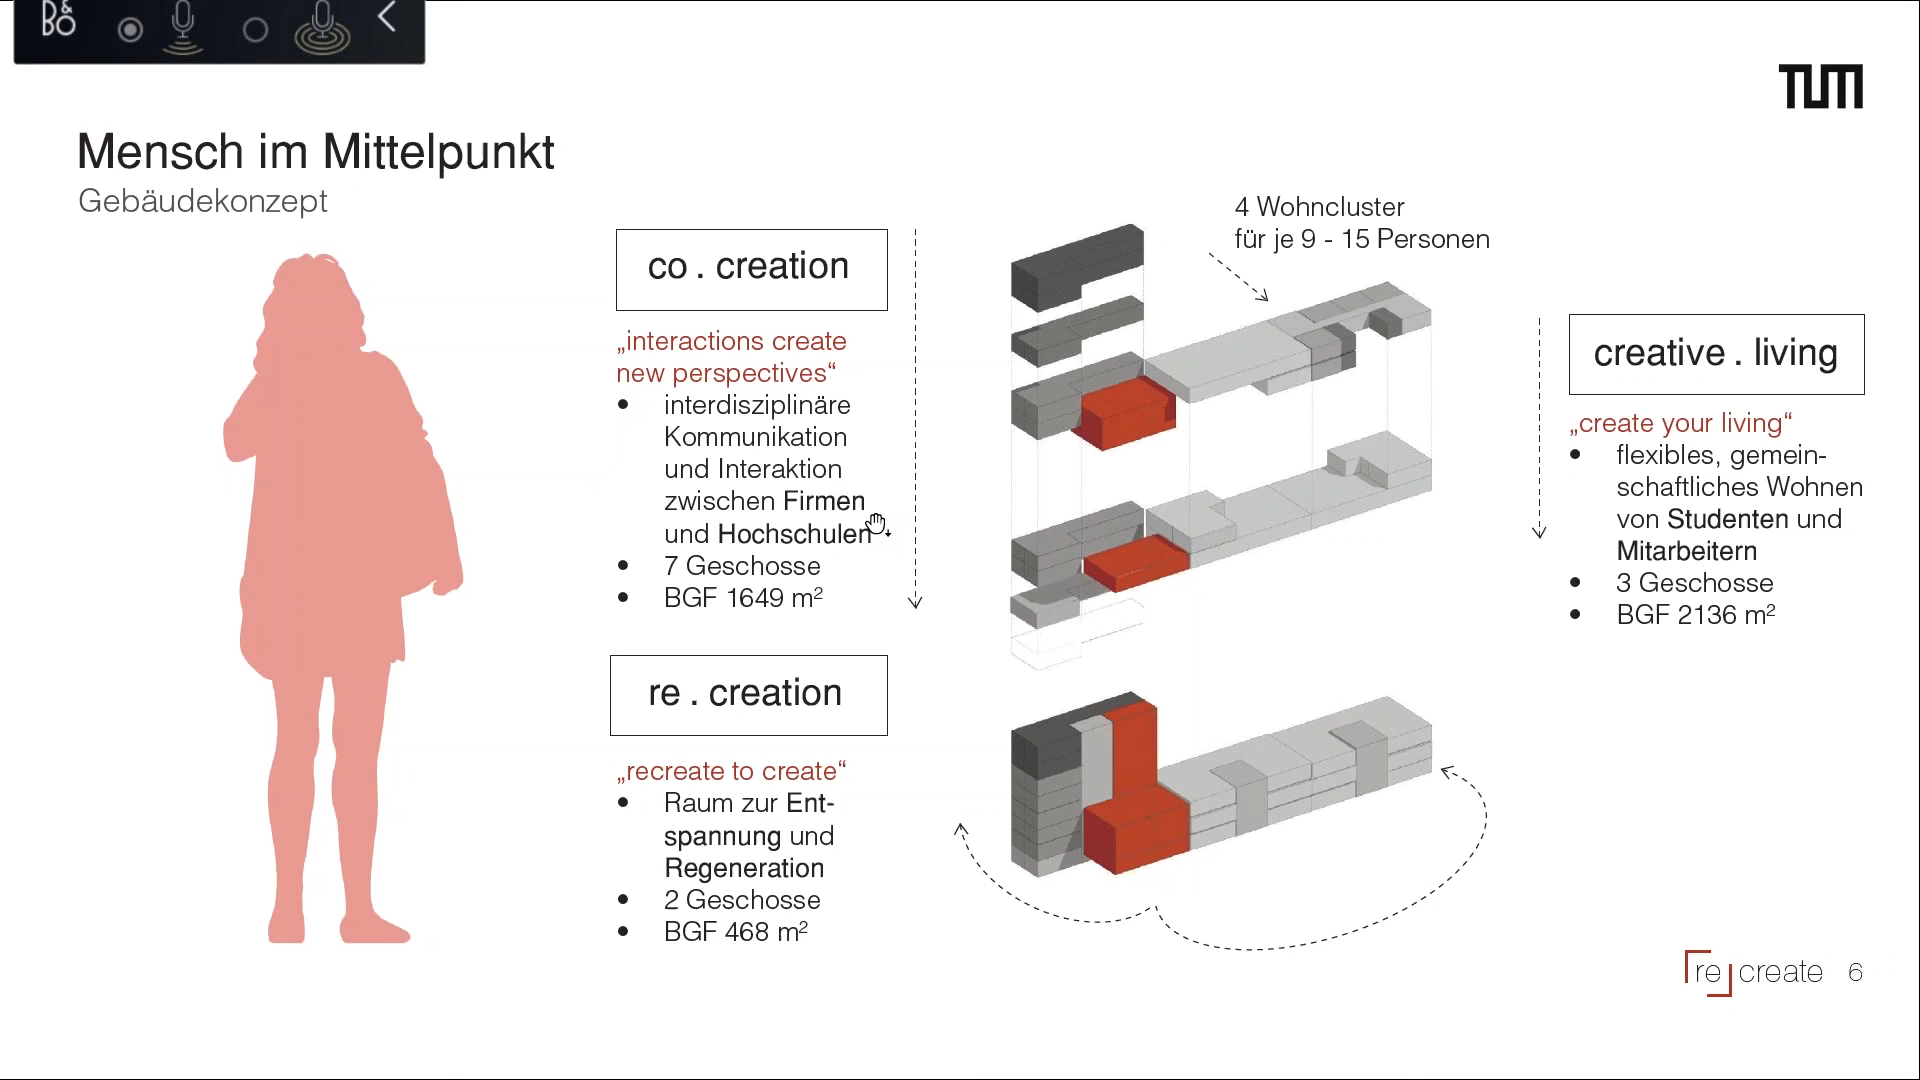 B&
BO
TUM
Mensch im Mittelpunkt
Gebäudekonzept
co . creation
„interactions create
new perspectives“
• interdisziplinäre
Kommunikation
und Interaktion
zwischen Firmen
und Hochschulen
• 7 Geschosse
• BGF 1649 m²
re . creation
„recreate to create“
• Raum zur Ent-
spannung und
Regeneration
• 2 Geschosse
• BGF 468 m²
4 Wohncluster
für je 9 - 15 Personen
creative . living
„create your living“
• flexibles, gemein-
schaftliches Wohnen
von Studenten und
Mitarbeitern
• 3 Geschosse
• BGF 2136 m²
re create 6